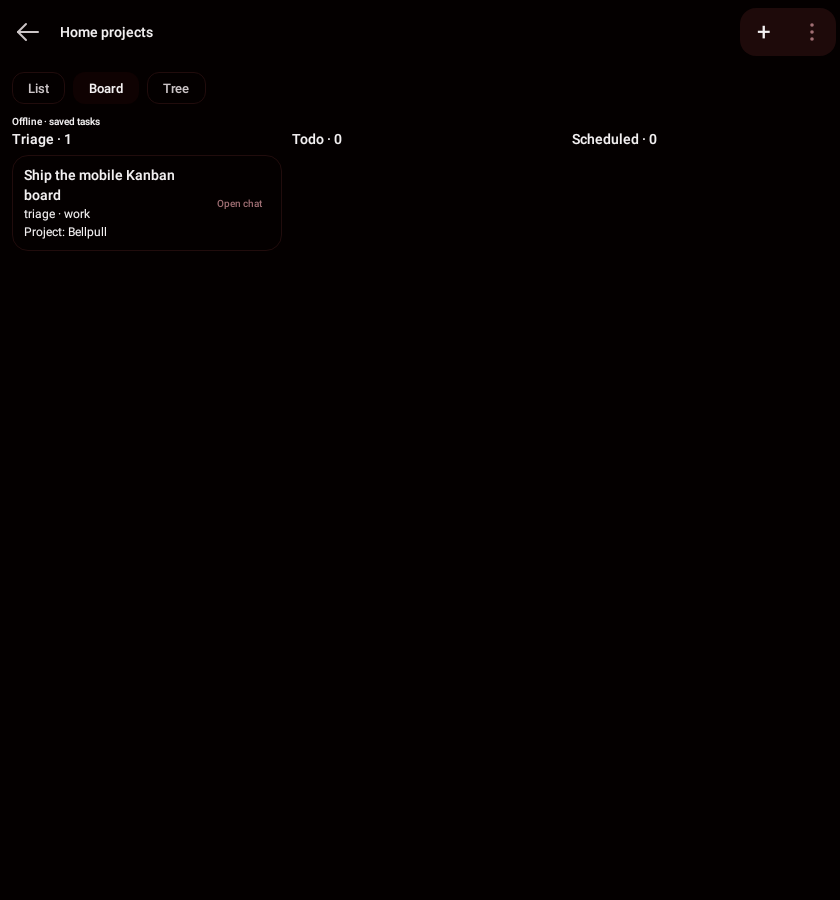 Home projects
+
List
Board
Tree
Offline · saved tasks
Triage · 1
Todo · 0
Scheduled · 0
Ship the mobile Kanban
board
triage · work
Project: Bellpull
Open chat